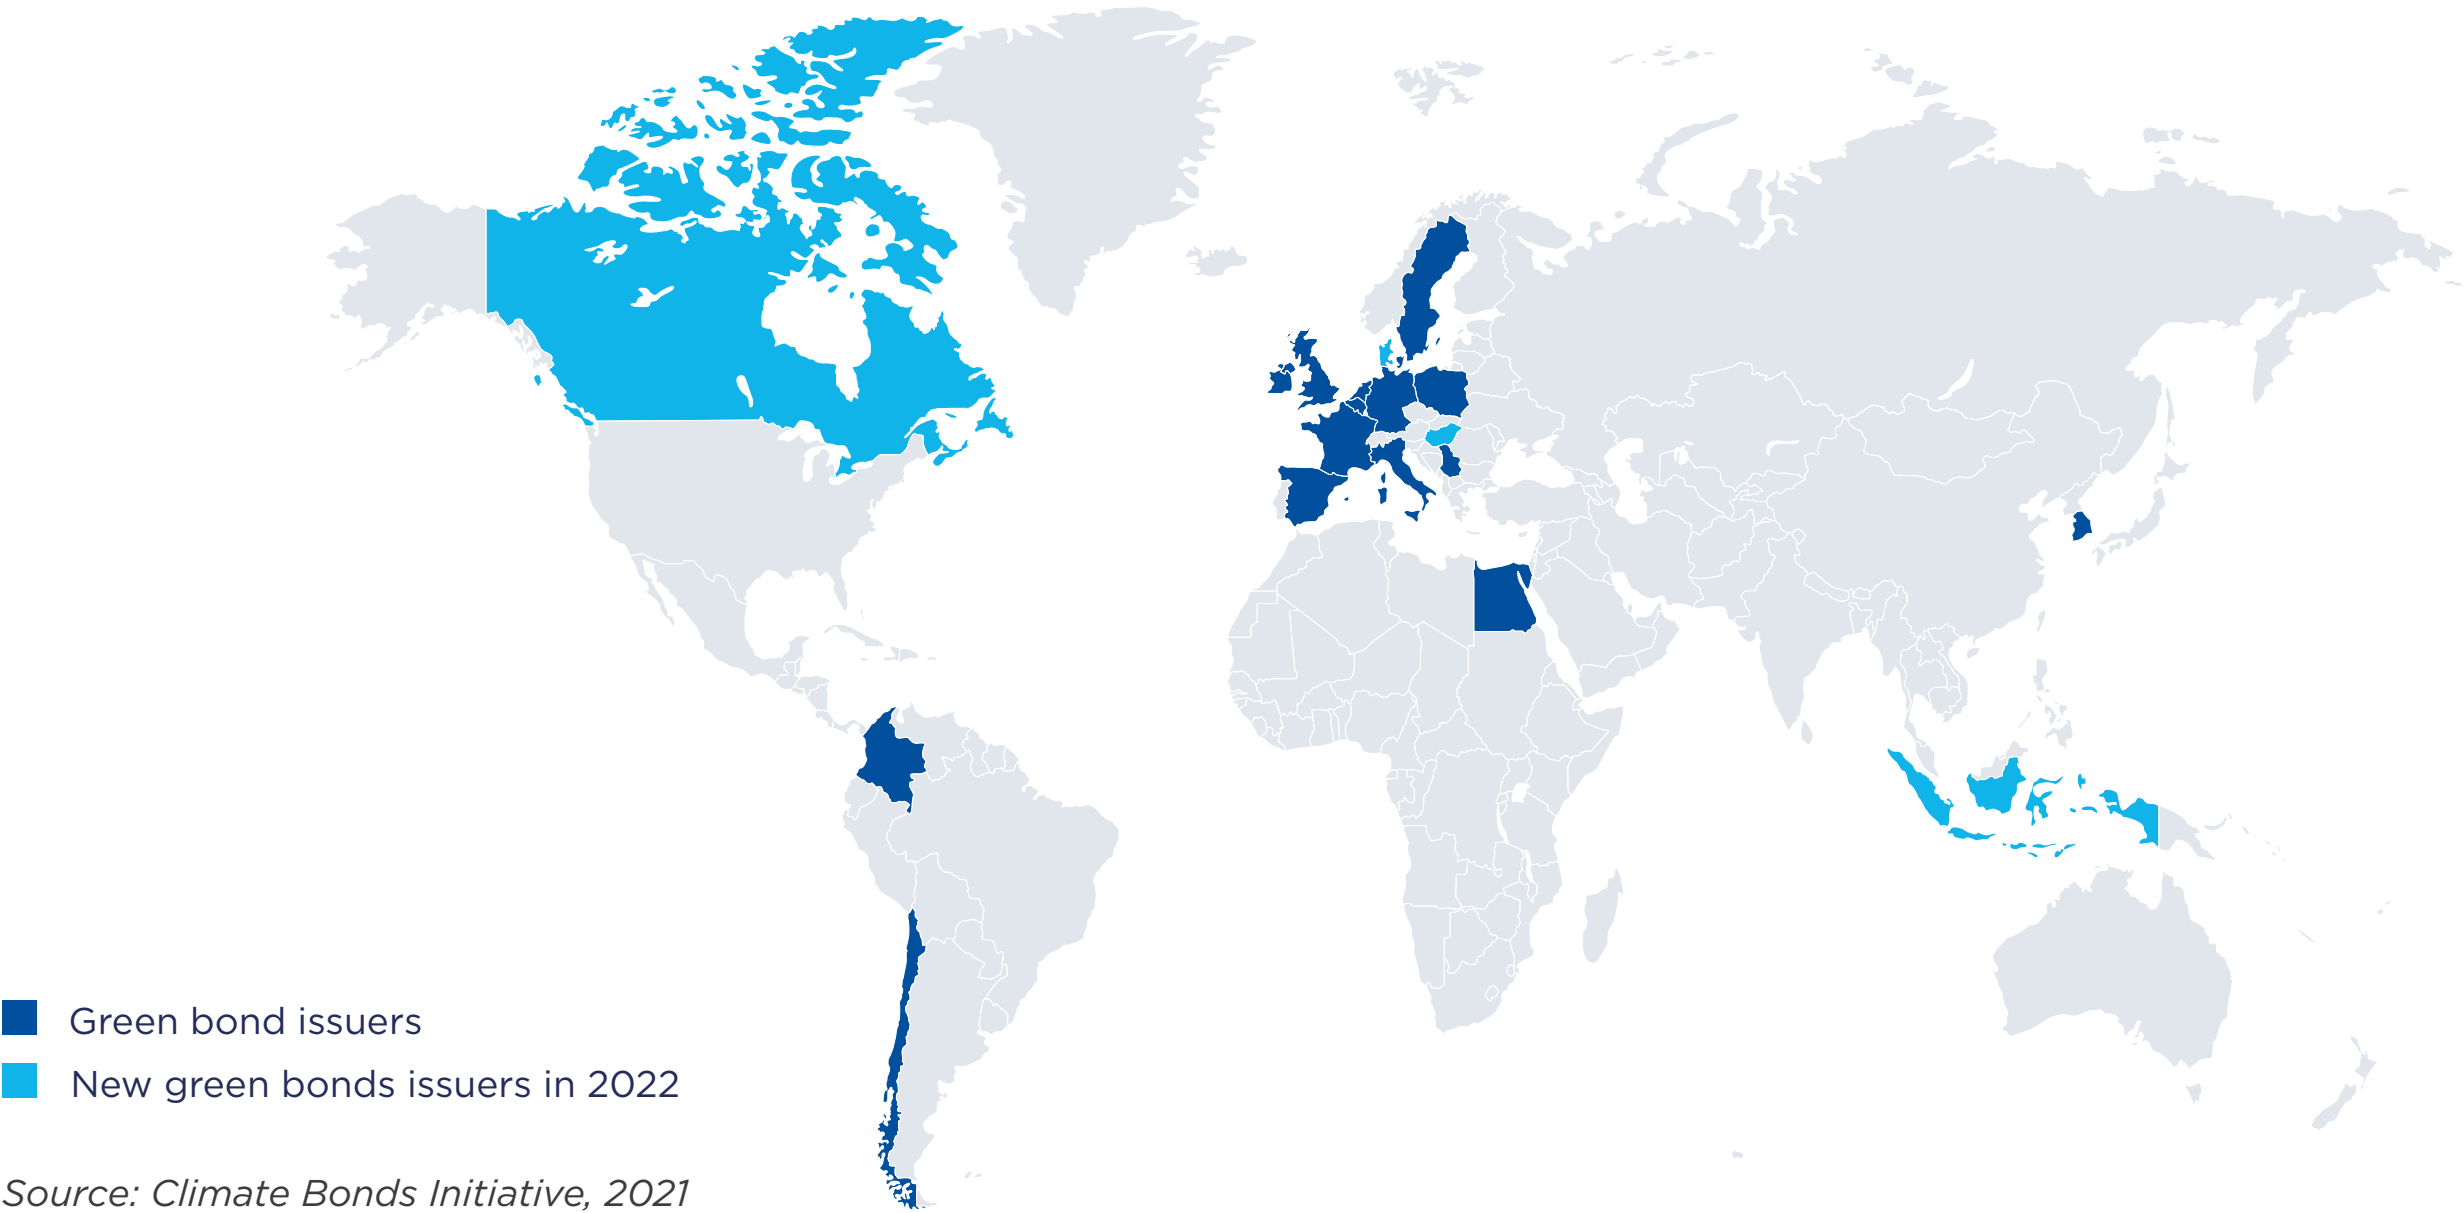 Green bond issuers
New green bonds issuers in 2022
Source: Climate Bonds Initiative, 2021